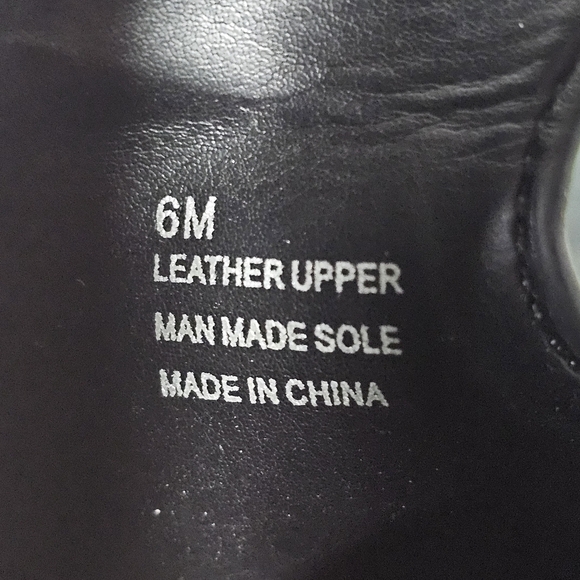 6M
LEATHER UPPER
MAN MADE SOLE
MADE IN CHINA